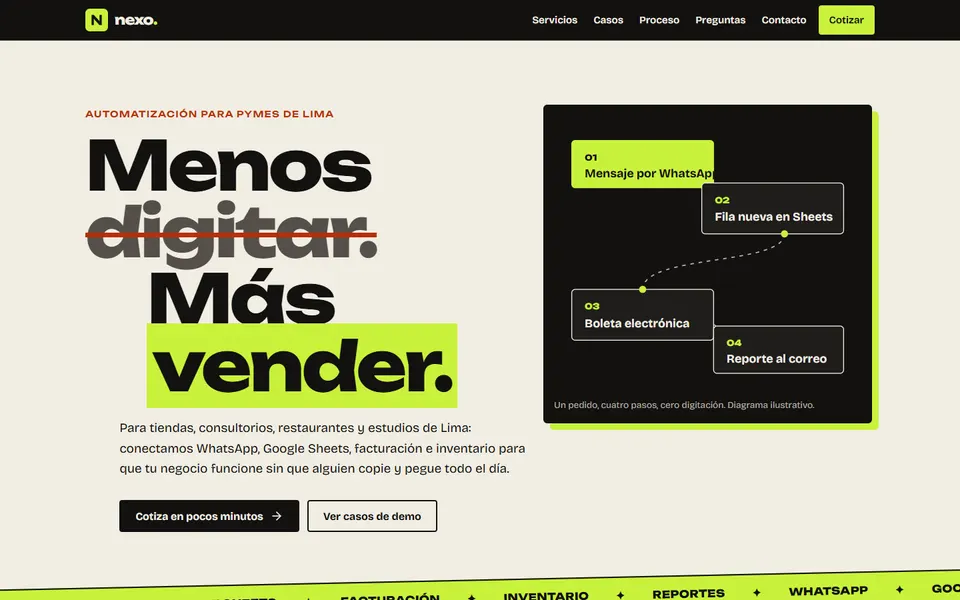 N nexo.
Servicios Casos Proceso Preguntas Contacto Cotizar
AUTOMATIZACIÓN PARA PYMES DE LIMA
Menos
digitar.
Más
vender.
Para tiendas, consultorios, restaurantes y estudios de Lima:
conectamos WhatsApp, Google Sheets, facturación e inventario para
que tu negocio funcione sin que alguien copie y pegue todo el día.
Cotiza en pocos minutos →
Ver casos de demo
01
Mensaje por WhatsApp
02
Fila nueva en Sheets
03
Boleta electrónica
04
Reporte al correo
Un pedido, cuatro pasos, cero digitación. Diagrama ilustrativo.
FACTURACIÓN ✦ INVENTARIO ✦ REPORTES ✦ WHATSAPP ✦